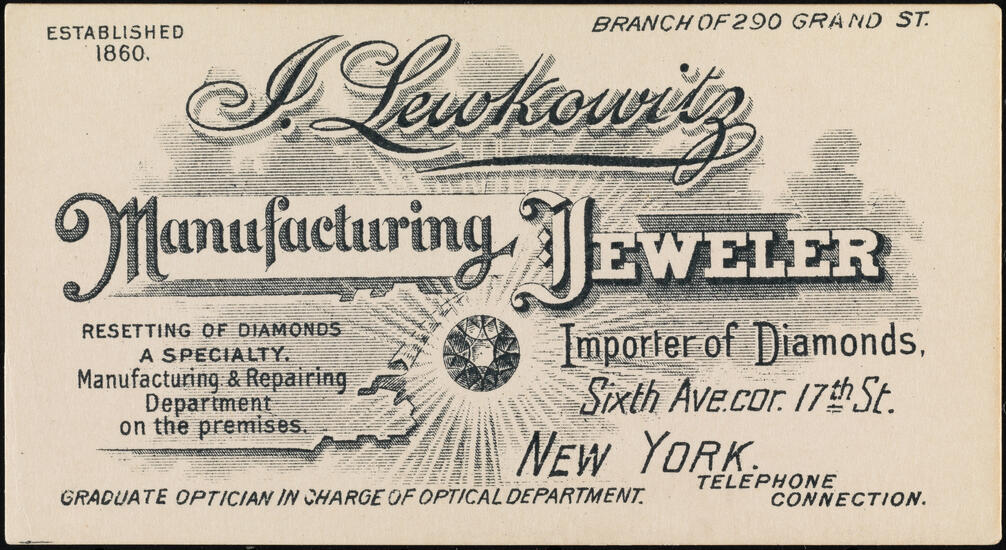 ESTABLISHED
1860.
BRANCH OF 290 GRAND ST.
I. Lewkowitz
Manufacturing JEWELER
RESETTING OF DIAMONDS
A SPECIALTY.
Manufacturing & Repairing
Department
on the premises.
Importer of Diamonds,
Sixth Ave. cor. 17th St.
NEW YORK.
TELEPHONE
CONNECTION.
GRADUATE OPTICIAN IN CHARGE OF OPTICAL DEPARTMENT.